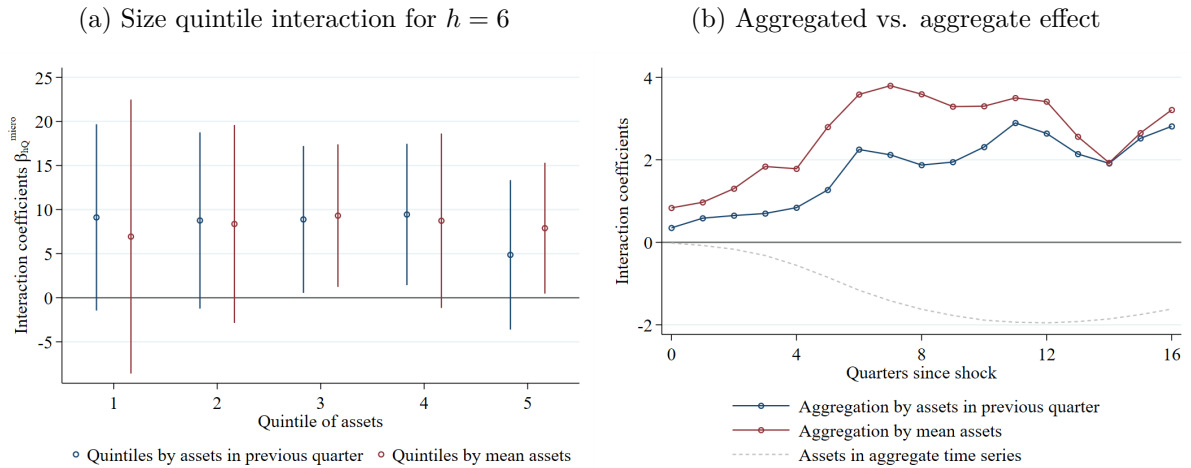 (a) Size quintile interaction for h = 6
Interaction coefficients β_hQ^micro
25
20
15
10
5
0
-5
1
2
3
4
5
Quintile of assets
Quintiles by assets in previous quarter
Quintiles by mean assets
(b) Aggregated vs. aggregate effect
Interaction coefficients
4
2
0
-2
0
4
8
12
16
Quarters since shock
Aggregation by assets in previous quarter
Aggregation by mean assets
Assets in aggregate time series